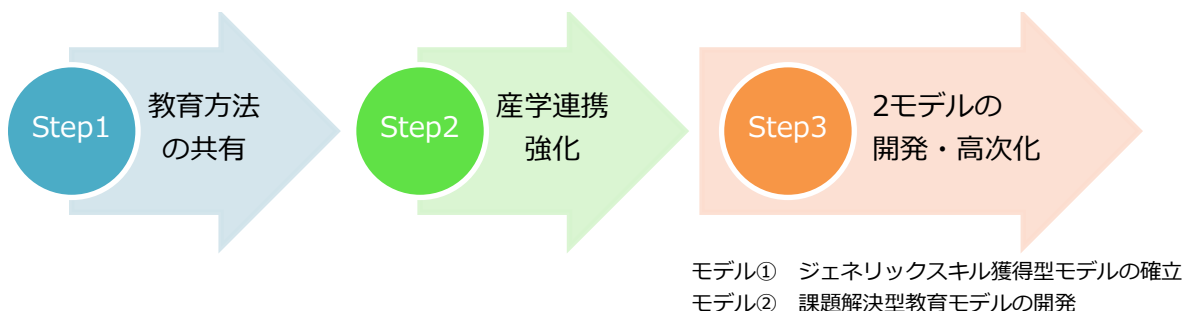 Step1
教育方法
の共有
Step2
産学連携
強化
Step3
2モデルの
開発・高次化
モデル①　ジェネリックスキル獲得型モデルの確立
モデル②　課題解決型教育モデルの開発